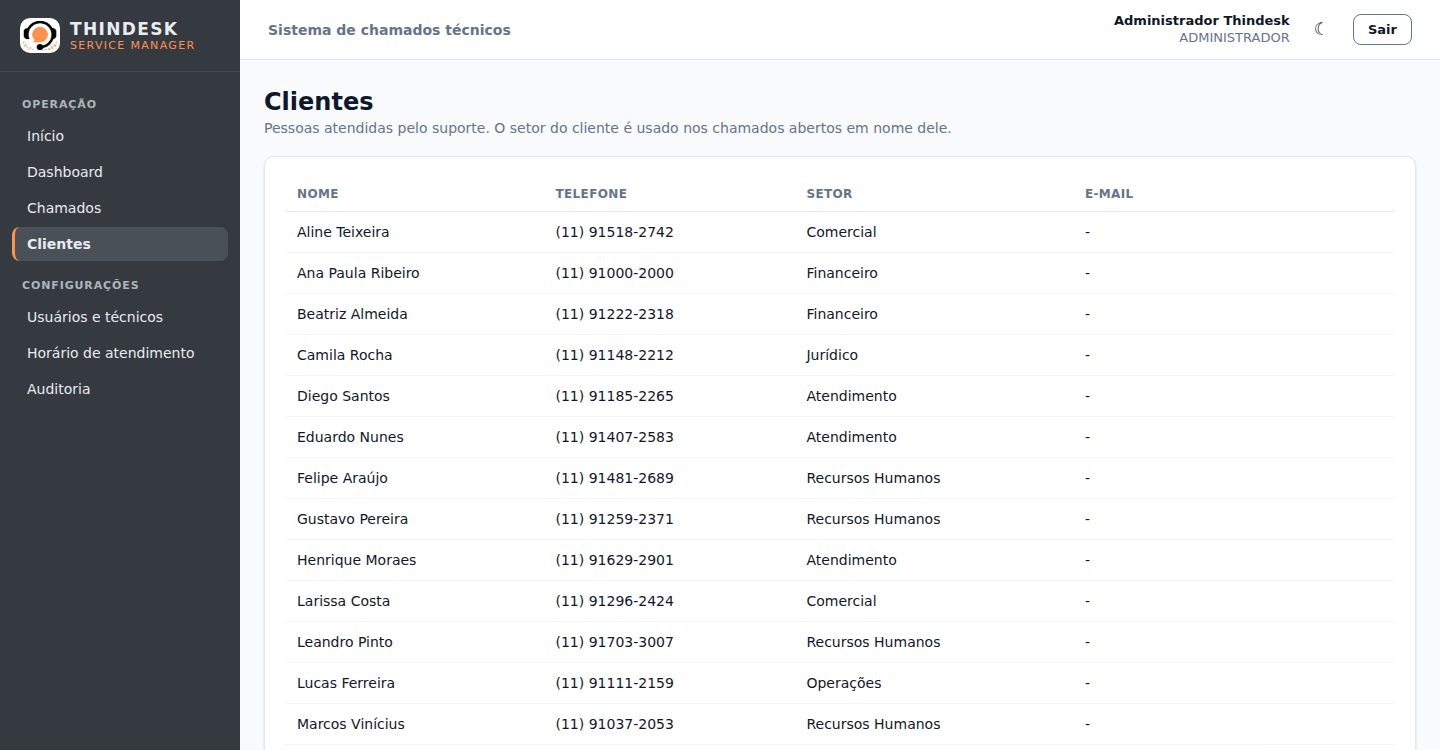 THINDESK
SERVICE MANAGER
Sistema de chamados técnicos
Administrador Thindesk
ADMINISTRADOR
Sair
OPERAÇÃO
Início
Dashboard
Chamados
Clientes
CONFIGURAÇÕES
Usuários e técnicos
Horário de atendimento
Auditoria
Clientes
Pessoas atendidas pelo suporte. O setor do cliente é usado nos chamados abertos em nome dele.
NOME TELEFONE SETOR E-MAIL
Aline Teixeira (11) 91518-2742 Comercial -
Ana Paula Ribeiro (11) 91000-2000 Financeiro -
Beatriz Almeida (11) 91222-2318 Financeiro -
Camila Rocha (11) 91148-2212 Jurídico -
Diego Santos (11) 91185-2265 Atendimento -
Eduardo Nunes (11) 91407-2583 Atendimento -
Felipe Araújo (11) 91481-2689 Recursos Humanos -
Gustavo Pereira (11) 91259-2371 Recursos Humanos -
Henrique Moraes (11) 91629-2901 Atendimento -
Larissa Costa (11) 91296-2424 Comercial -
Leandro Pinto (11) 91703-3007 Recursos Humanos -
Lucas Ferreira (11) 91111-2159 Operações -
Marcos Vinícius (11) 91037-2053 Recursos Humanos -